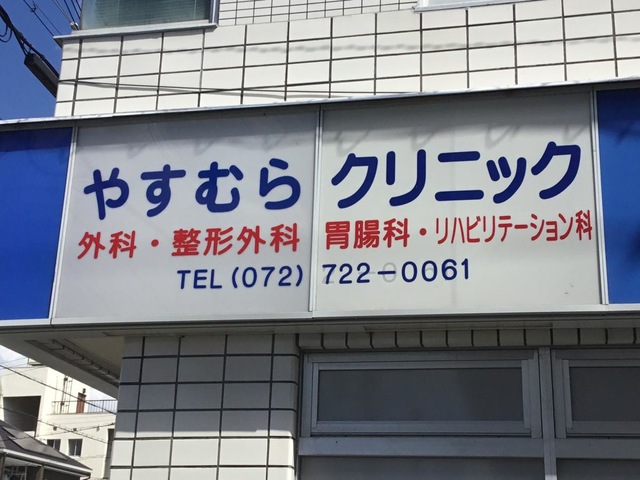 やすむら クリニック
外科・整形外科 胃腸科・リハビリテーション科
TEL(072) 722-0061